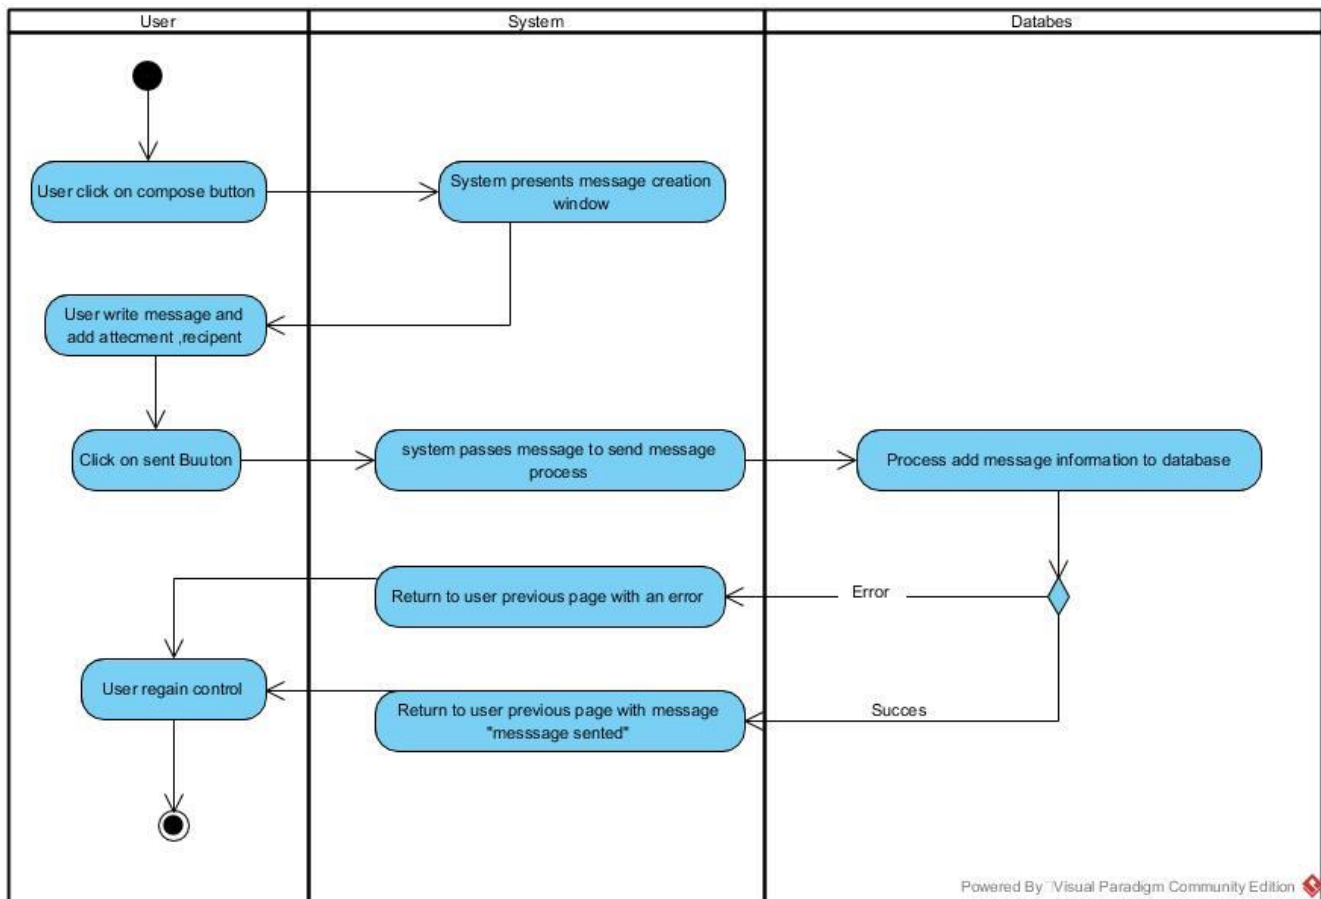 User
System
Databes
User click on compose button
System presents message creation
window
User write message and
add attecment ,recipent
Click on sent Buuton
system passes message to send message
process
Process add message information to database
Return to user previous page with an error
Error
User regain control
Return to user previous page with message
"messsage sented"
Succes
Powered By Visual Paradigm Community Edition